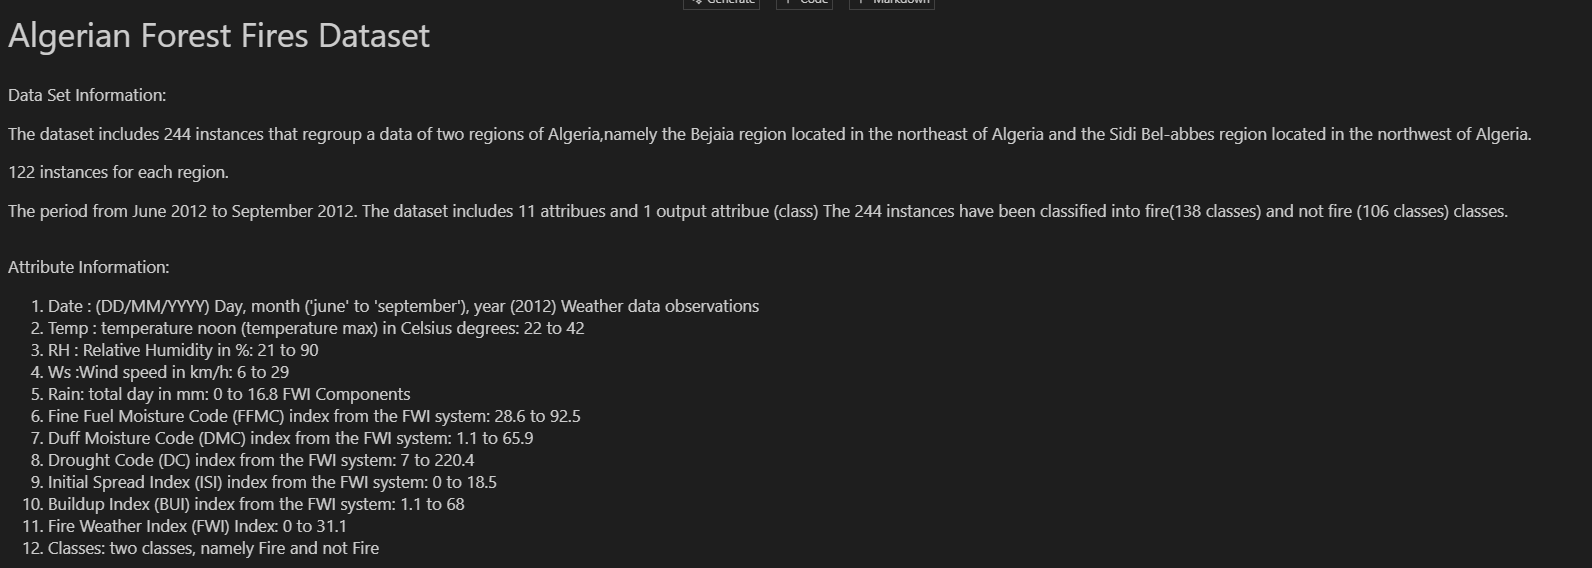 Generate + Code + Markdown
Algerian Forest Fires Dataset
Data Set Information:
The dataset includes 244 instances that regroup a data of two regions of Algeria,namely the Bejaia region located in the northeast of Algeria and the Sidi Bel-abbes region located in the northwest of Algeria.
122 instances for each region.
The period from June 2012 to September 2012. The dataset includes 11 attribues and 1 output attribue (class) The 244 instances have been classified into fire(138 classes) and not fire (106 classes) classes.
Attribute Information:
1. Date : (DD/MM/YYYY) Day, month ('june' to 'september'), year (2012) Weather data observations
2. Temp : temperature noon (temperature max) in Celsius degrees: 22 to 42
3. RH : Relative Humidity in %: 21 to 90
4. Ws :Wind speed in km/h: 6 to 29
5. Rain: total day in mm: 0 to 16.8 FWI Components
6. Fine Fuel Moisture Code (FFMC) index from the FWI system: 28.6 to 92.5
7. Duff Moisture Code (DMC) index from the FWI system: 1.1 to 65.9
8. Drought Code (DC) index from the FWI system: 7 to 220.4
9. Initial Spread Index (ISI) index from the FWI system: 0 to 18.5
10. Buildup Index (BUI) index from the FWI system: 1.1 to 68
11. Fire Weather Index (FWI) Index: 0 to 31.1
12. Classes: two classes, namely Fire and not Fire